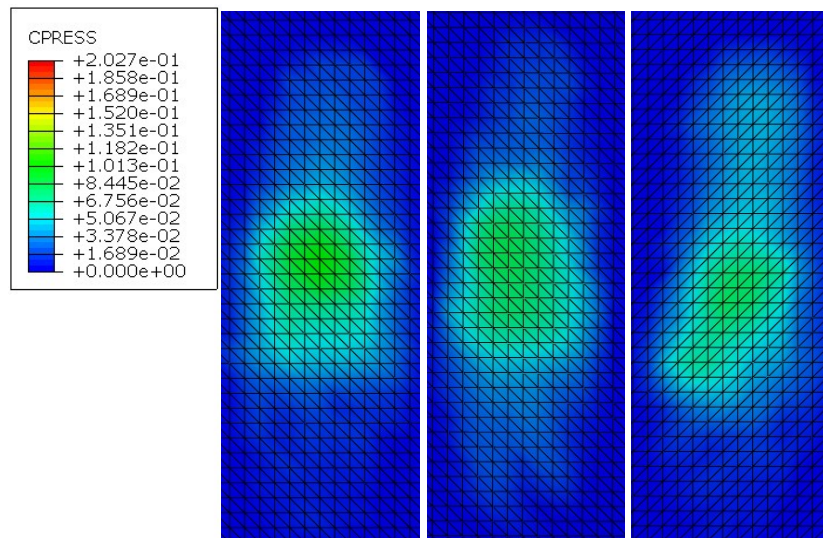 CPRESS
+2.027e-01
+1.858e-01
+1.689e-01
+1.520e-01
+1.351e-01
+1.182e-01
+1.013e-01
+8.445e-02
+6.756e-02
+5.067e-02
+3.378e-02
+1.689e-02
+0.000e+00